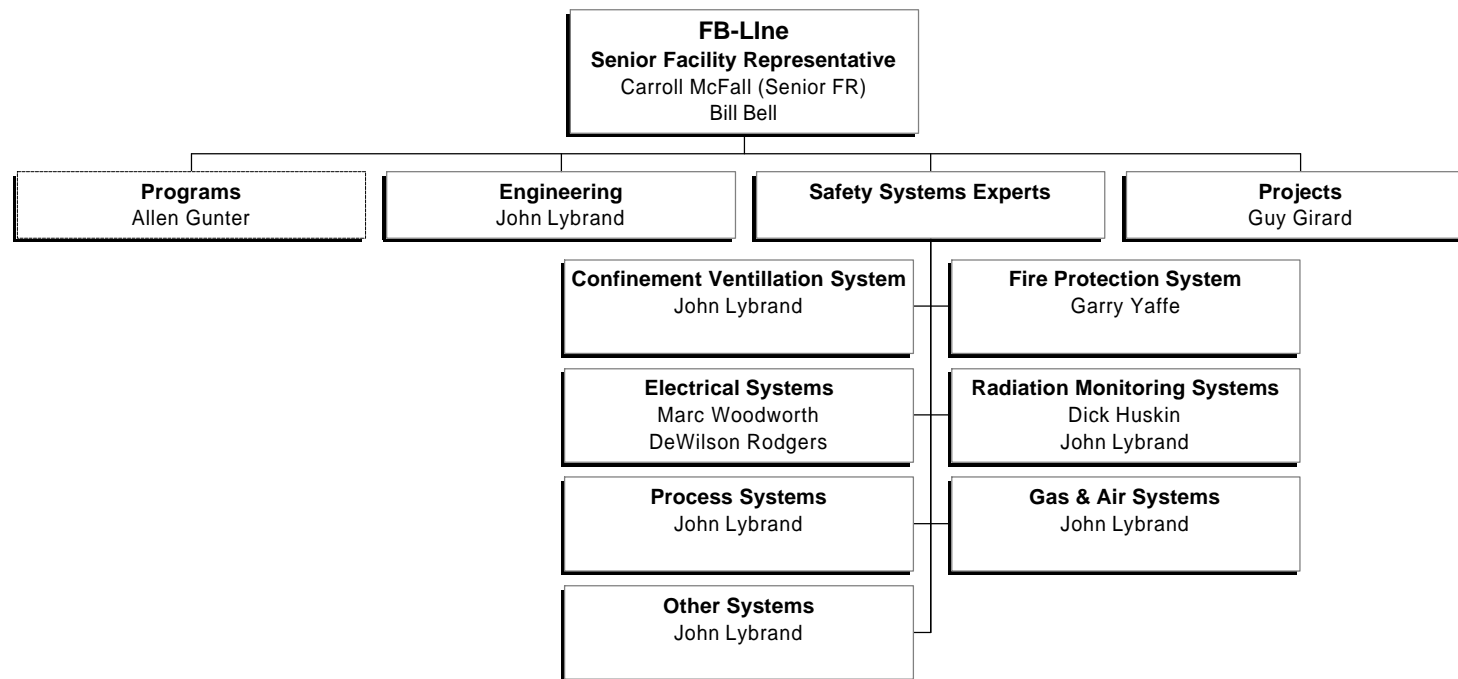 FB-LIne
Senior Facility Representative
Carroll McFall (Senior FR)
Bill Bell
Programs
Allen Gunter
Engineering
John Lybrand
Safety Systems Experts
Projects
Guy Girard
Confinement Ventillation System
John Lybrand
Fire Protection System
Garry Yaffe
Electrical Systems
Marc Woodworth
DeWilson Rodgers
Radiation Monitoring Systems
Dick Huskin
John Lybrand
Process Systems
John Lybrand
Gas & Air Systems
John Lybrand
Other Systems
John Lybrand